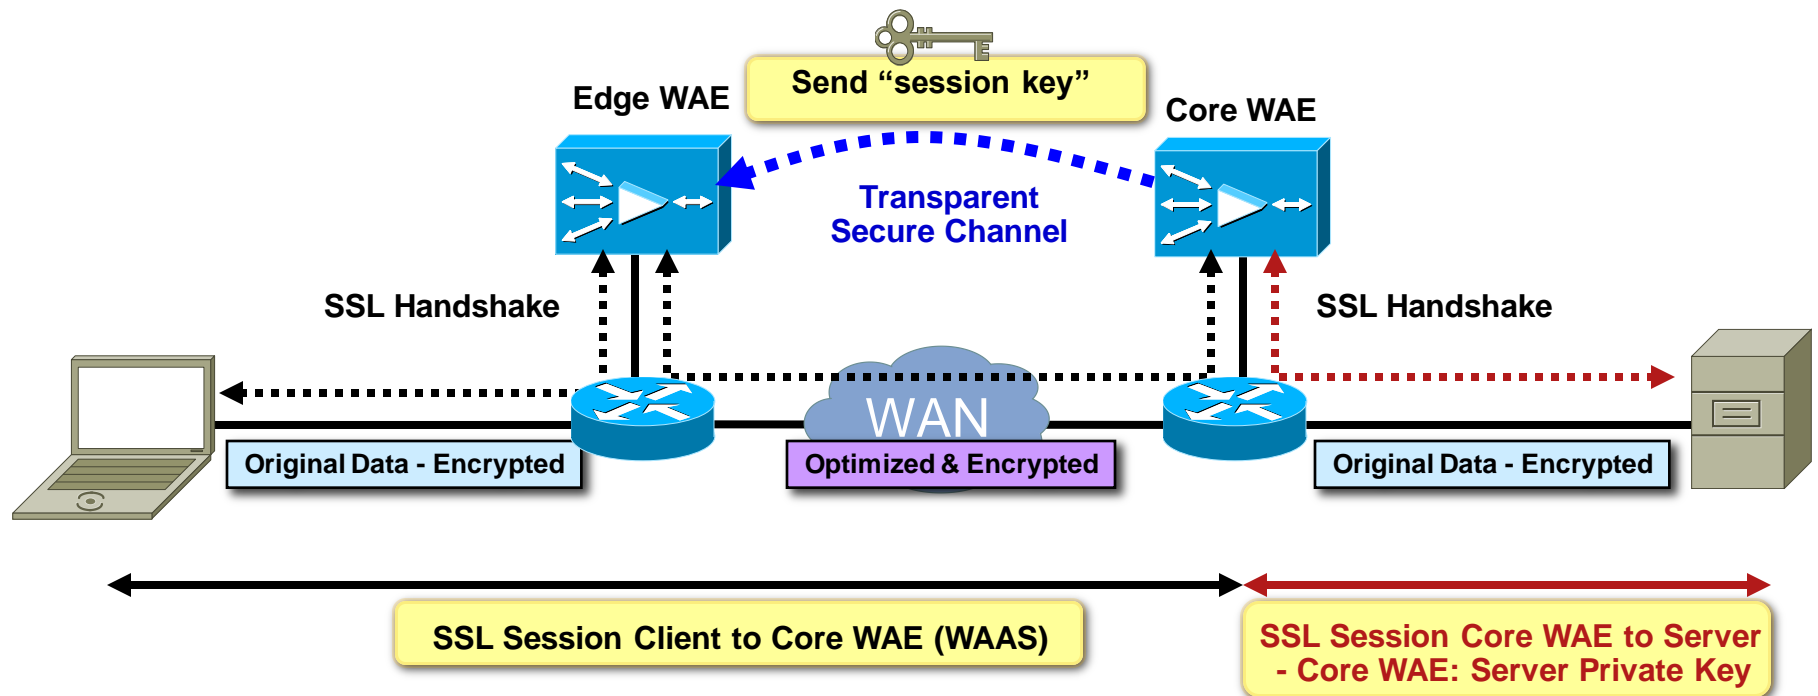 Send “session key”
Edge WAE
Core WAE
Transparent
Secure Channel
SSL Handshake
SSL Handshake
WAN
Original Data - Encrypted
Optimized & Encrypted
Original Data - Encrypted
SSL Session Client to Core WAE (WAAS)
SSL Session Core WAE to Server
- Core WAE: Server Private Key